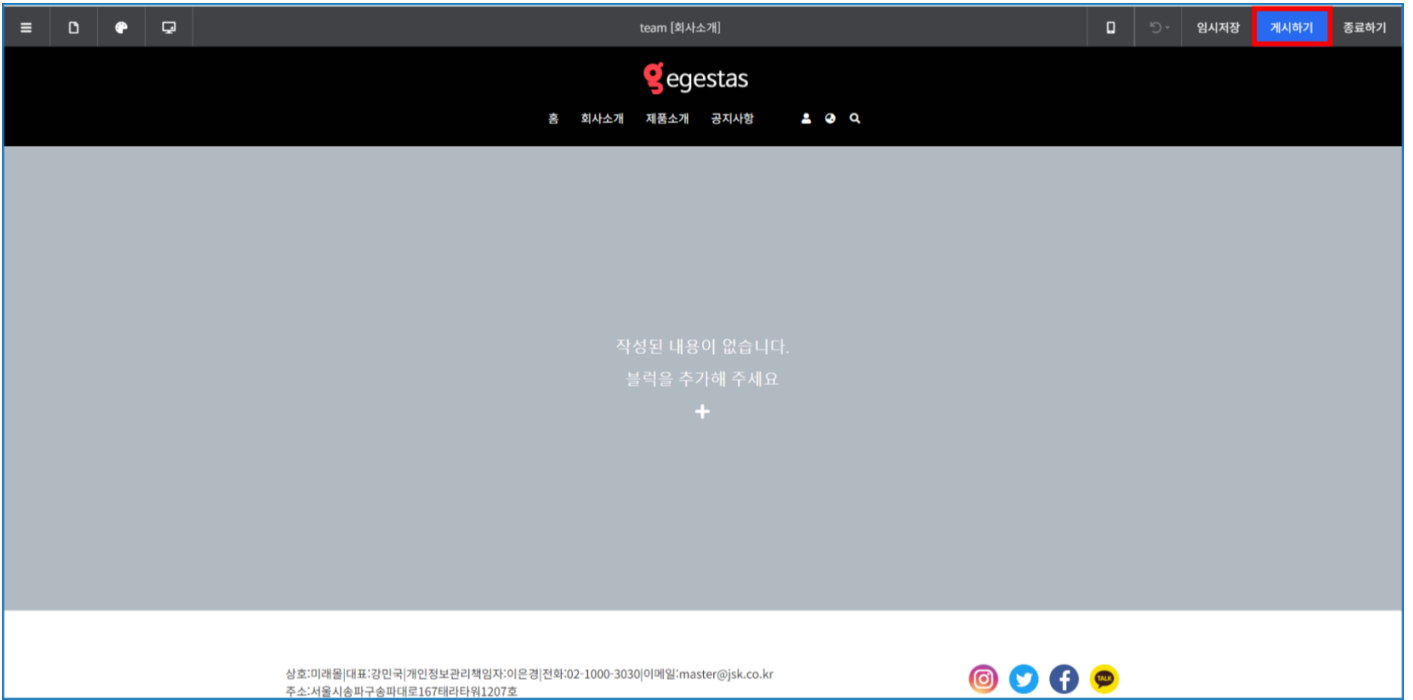 team [회사소개]
임시저장 게시하기 종료하기
egestas
홈 회사소개 제품소개 공지사항
작성된 내용이 없습니다.
블럭을 추가해 주세요
상호:미래몰|대표:강민국|개인정보관리책임자:이은경|전화:02-1000-3030|이메일:master@jsk.co.kr
주소:서울시송파구송파대로167테라타워1207호
TALK